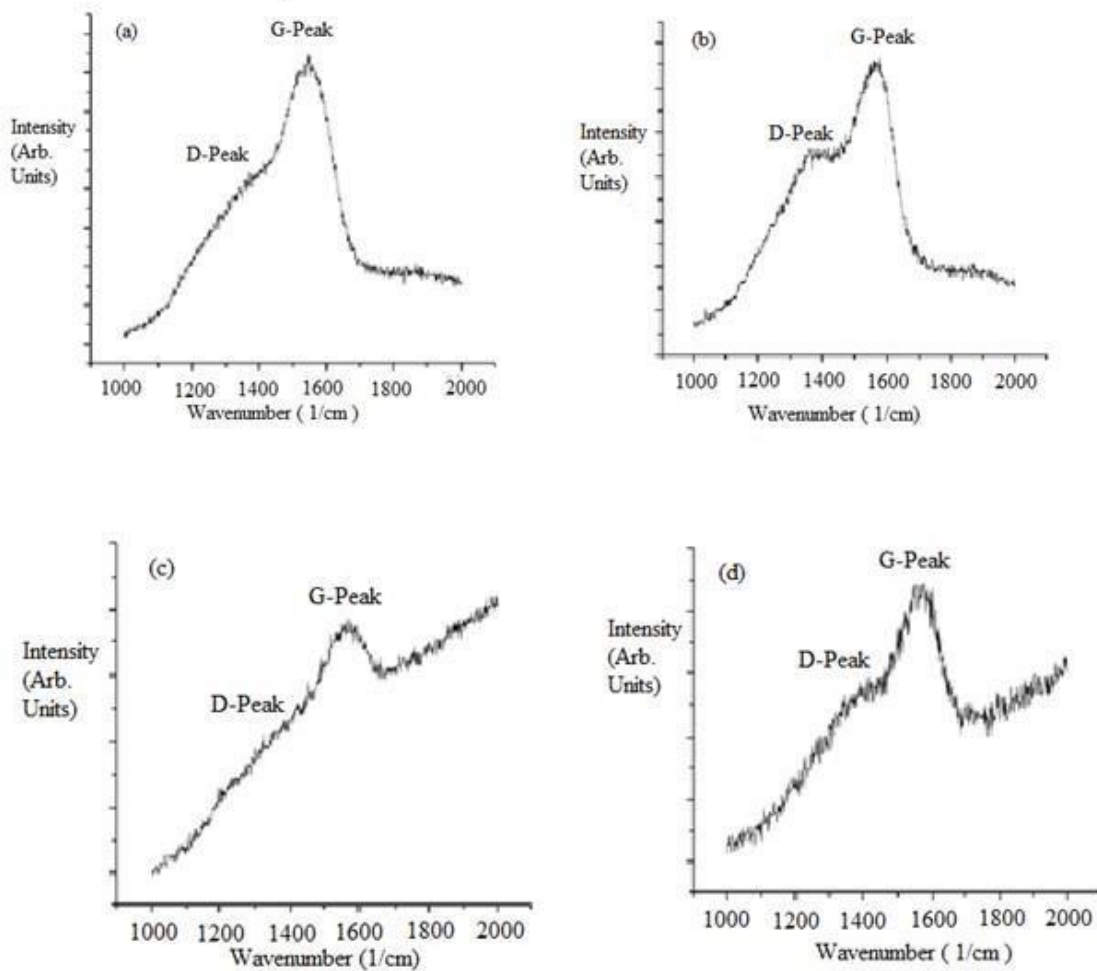 (a)
G-Peak
D-Peak
Intensity
(Arb.
Units)
1000 1200 1400 1600 1800 2000
Wavenumber ( 1/cm )
(b)
G-Peak
D-Peak
Intensity
(Arb.
Units)
1000 1200 1400 1600 1800 2000
Wavenumber ( 1/cm)
(c)
G-Peak
D-Peak
Intensity
(Arb.
Units)
1000 1200 1400 1600 1800 2000
Wavenumber (1/cm)
(d)
G-Peak
D-Peak
Intensity
(Arb.
Units)
1000 1200 1400 1600 1800 2000
Wavenumber ( 1/cm )